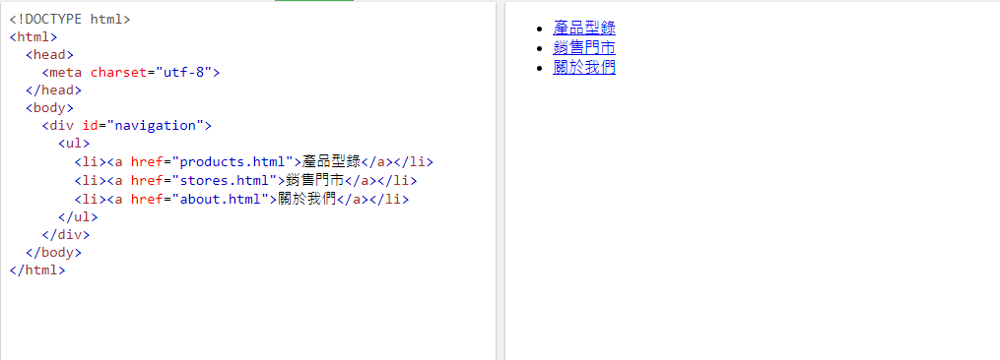 <!DOCTYPE html>
<html>
  <head>
    <meta charset="utf-8">
  </head>
  <body>
    <div id="navigation">
      <ul>
        <li><a href="products.html">產品型錄</a></li>
        <li><a href="stores.html">銷售門市</a></li>
        <li><a href="about.html">關於我們</a></li>
      </ul>
    </div>
  </body>
</html>
產品型錄
銷售門市
關於我們